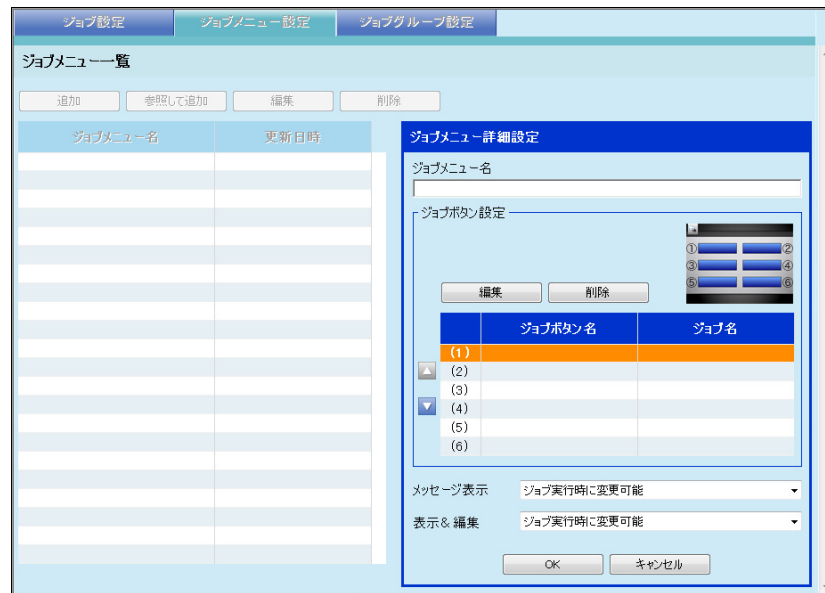 ジョブ設定 ジョブメニュー設定 ジョブグループ設定
ジョブメニュー一覧
追加 参照して追加 編集 削除
ジョブメニュー名 更新日時
ジョブメニュー詳細設定
ジョブメニュー名
ジョブボタン設定
① ②
③ ④
⑤ ⑥
編集 削除
ジョブボタン名 ジョブ名
(1)
(2)
(3)
(4)
(5)
(6)
メッセージ表示 ジョブ実行時に変更可能
表示& 編集 ジョブ実行時に変更可能
OK キャンセル